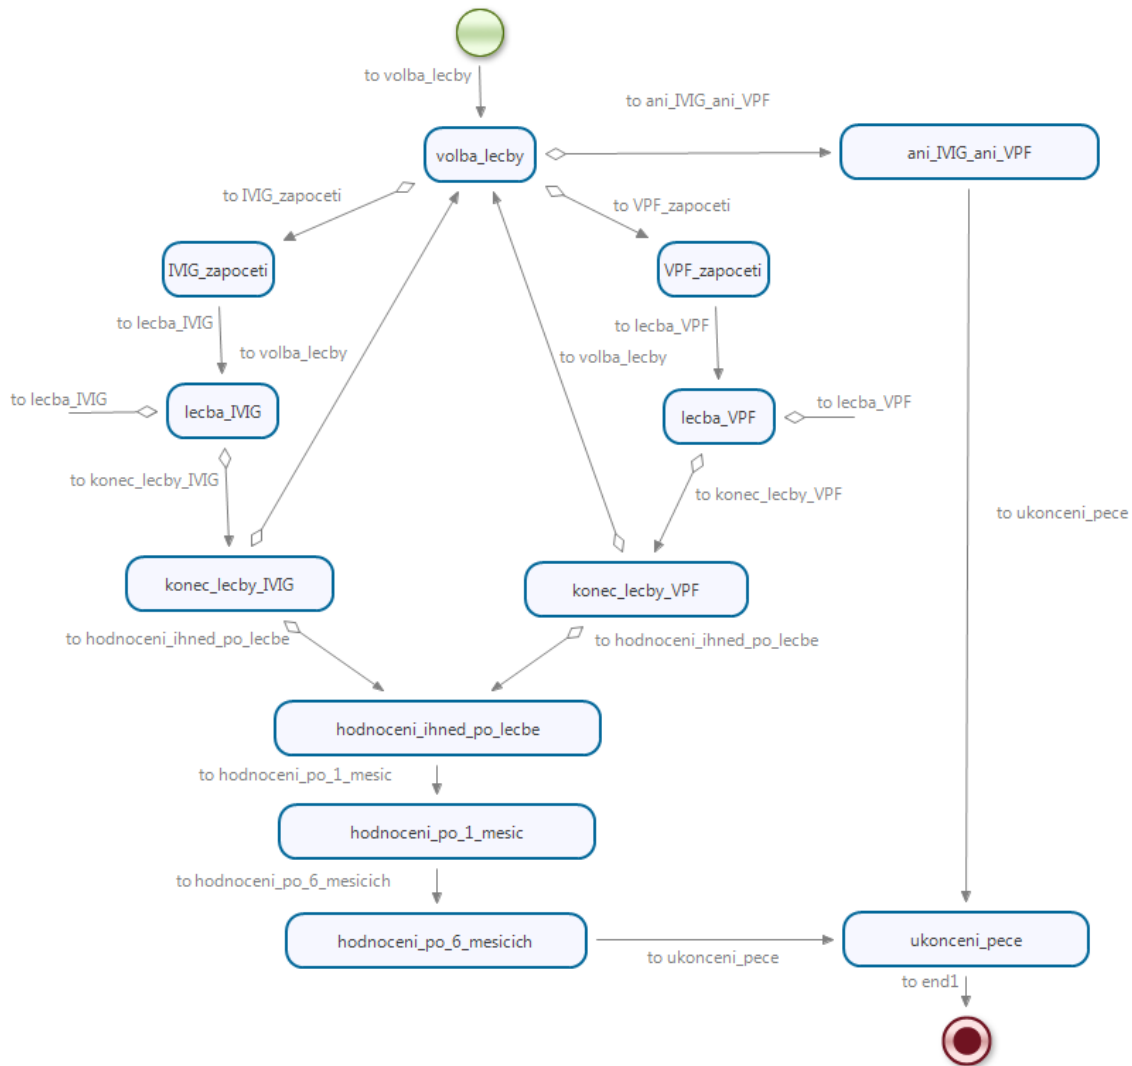 to volba_lecby
to ani_IVIG_ani_VPF
volba_lecby
ani_IVIG_ani_VPF
to IVIG_zapoceti
to VPF_zapoceti
IVIG_zapoceti
VPF_zapoceti
to lecba_IVIG
to lecba_VPF
to volba_lecby
to volba_lecby
to lecba_IVIG
lecba_IVIG
lecba_VPF
to lecba_VPF
to konec_lecby_IVIG
to konec_lecby_VPF
to ukonceni_pece
konec_lecby_IVIG
konec_lecby_VPF
to hodnoceni_ihned_po_lecbe
to hodnoceni_ihned_po_lecbe
hodnoceni_ihned_po_lecbe
to hodnoceni_po_1_mesic
hodnoceni_po_1_mesic
to hodnoceni_po_6_mesicich
hodnoceni_po_6_mesicich
to ukonceni_pece
ukonceni_pece
to end1